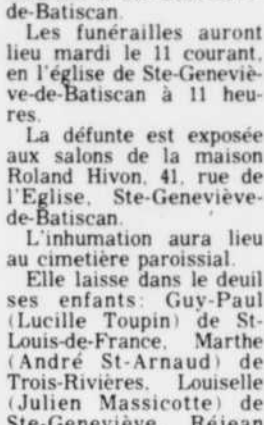 de-Batiscan.
Les funérailles auront
lieu mardi le 11 courant,
en l'église de Ste-Geneviè-
ve-de-Batiscan à 11 heu-
res.
La défunte est exposée
aux salons de la maison
Roland Hivon, 41, rue de
l'Eglise, Ste-Geneviève-
de-Batiscan.
L'inhumation aura lieu
au cimetière paroissial.
Elle laisse dans le deuil
ses enfants: Guy-Paul
(Lucille Toupin) de St-
Louis-de-France, Marthe
(André St-Arnaud) de
Trois-Rivières, Louiselle
(Julien Massicotte) de
Ste-Geneviève, Réjean